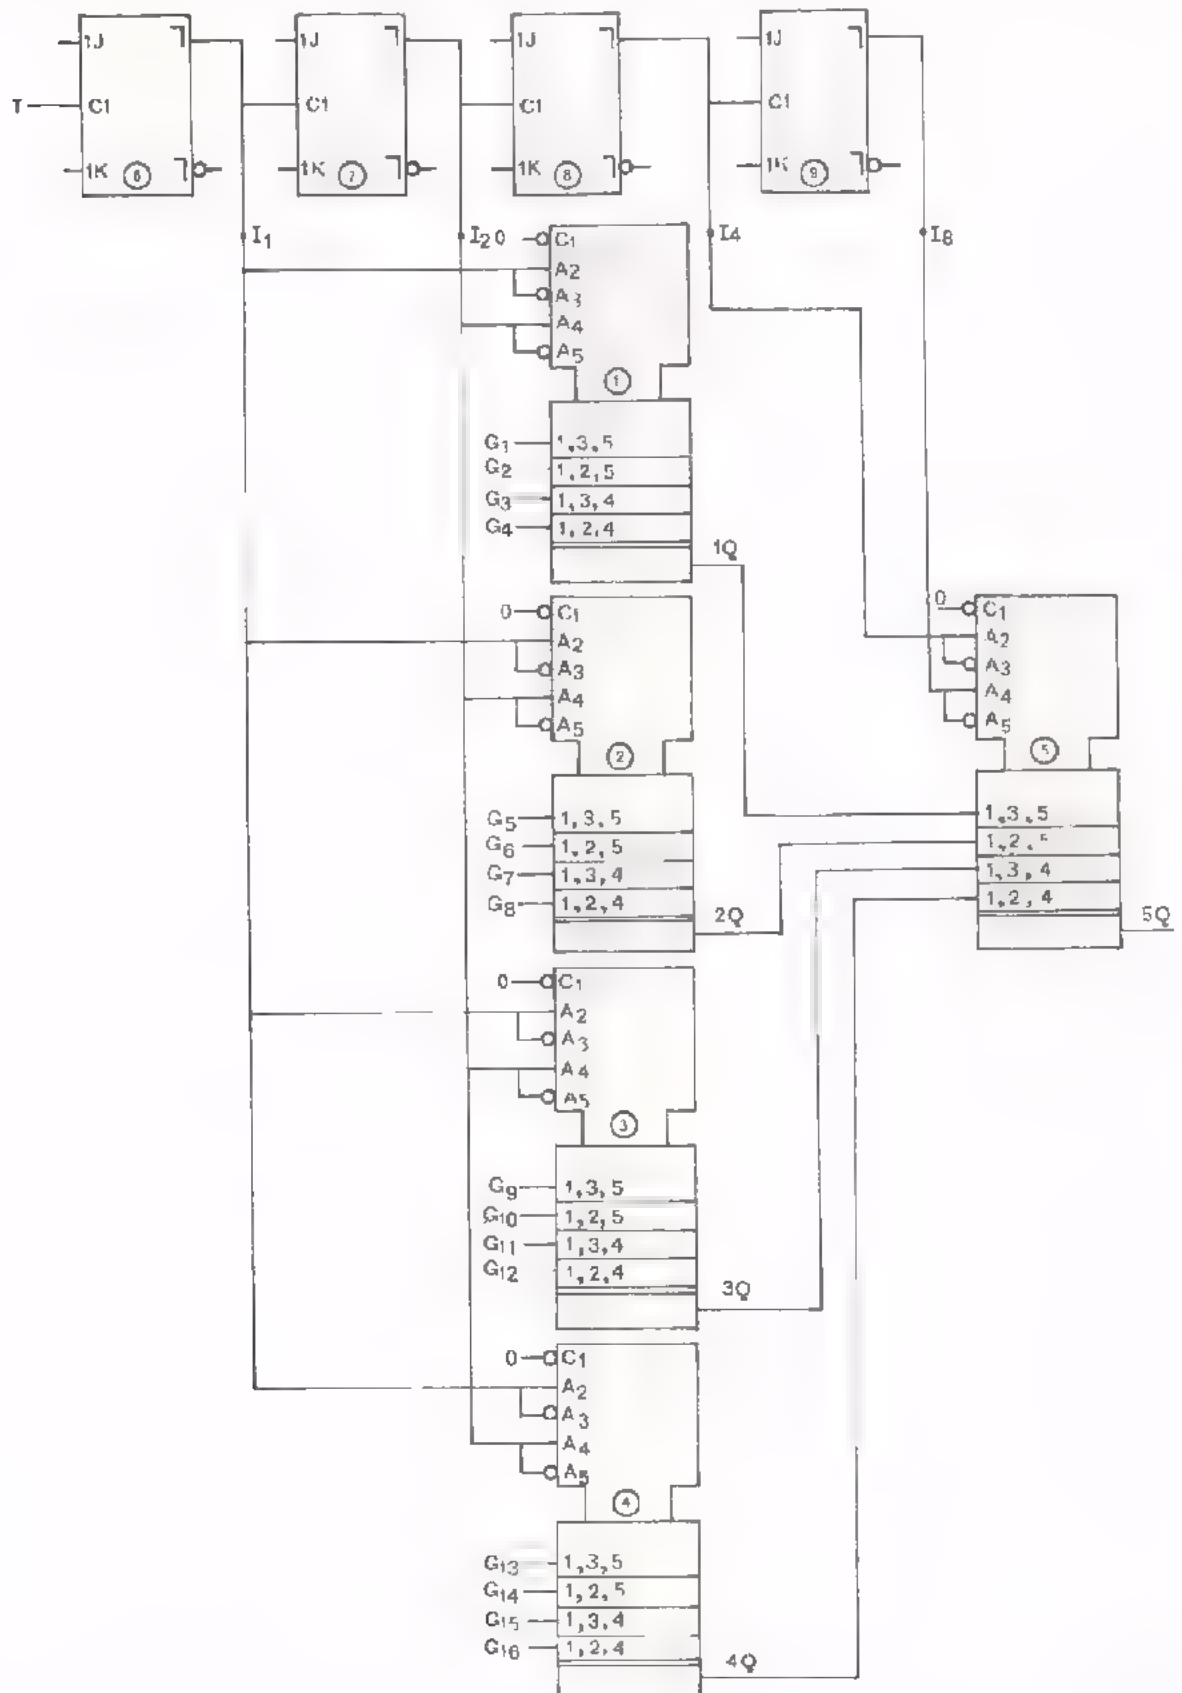 1J 1J 1J 1J
T C1 C1 C1 C1
1K 6 1K 7 1K 8 1K 9
I1 I2 0 C1 I4 I8
A2
A3
A4
A5
1
G1 1,3,5
G2 1,2,5
G3 1,3,4
G4 1,2,4
1Q
0 C1
A2
A3
A4
A5
2
G5 1,3,5
G6 1,2,5
G7 1,3,4
G8 1,2,4
2Q
0 C1
A2
A3
A4
A5
5
1,3,5
1,2,5
1,3,4
1,2,4
5Q
0 C1
A2
A3
A4
A5
3
G9 1,3,5
G10 1,2,5
G11 1,3,4
G12 1,2,4
3Q
0 C1
A2
A3
A4
A5
4
G13 1,3,5
G14 1,2,5
G15 1,3,4
G16 1,2,4
4Q